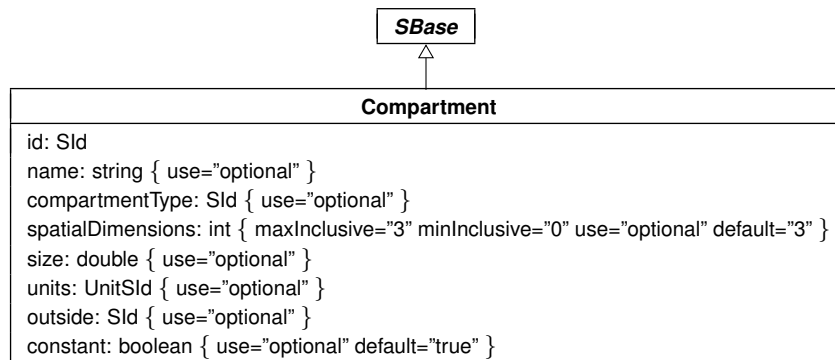 SBase
Compartment
id: SId
name: string { use=”optional” }
compartmentType: SId { use=”optional” }
spatialDimensions: int { maxInclusive=”3” minInclusive=”0” use=”optional” default=”3” }
size: double { use=”optional” }
units: UnitSId { use=”optional” }
outside: SId { use=”optional” }
constant: boolean { use=”optional” default=”true” }